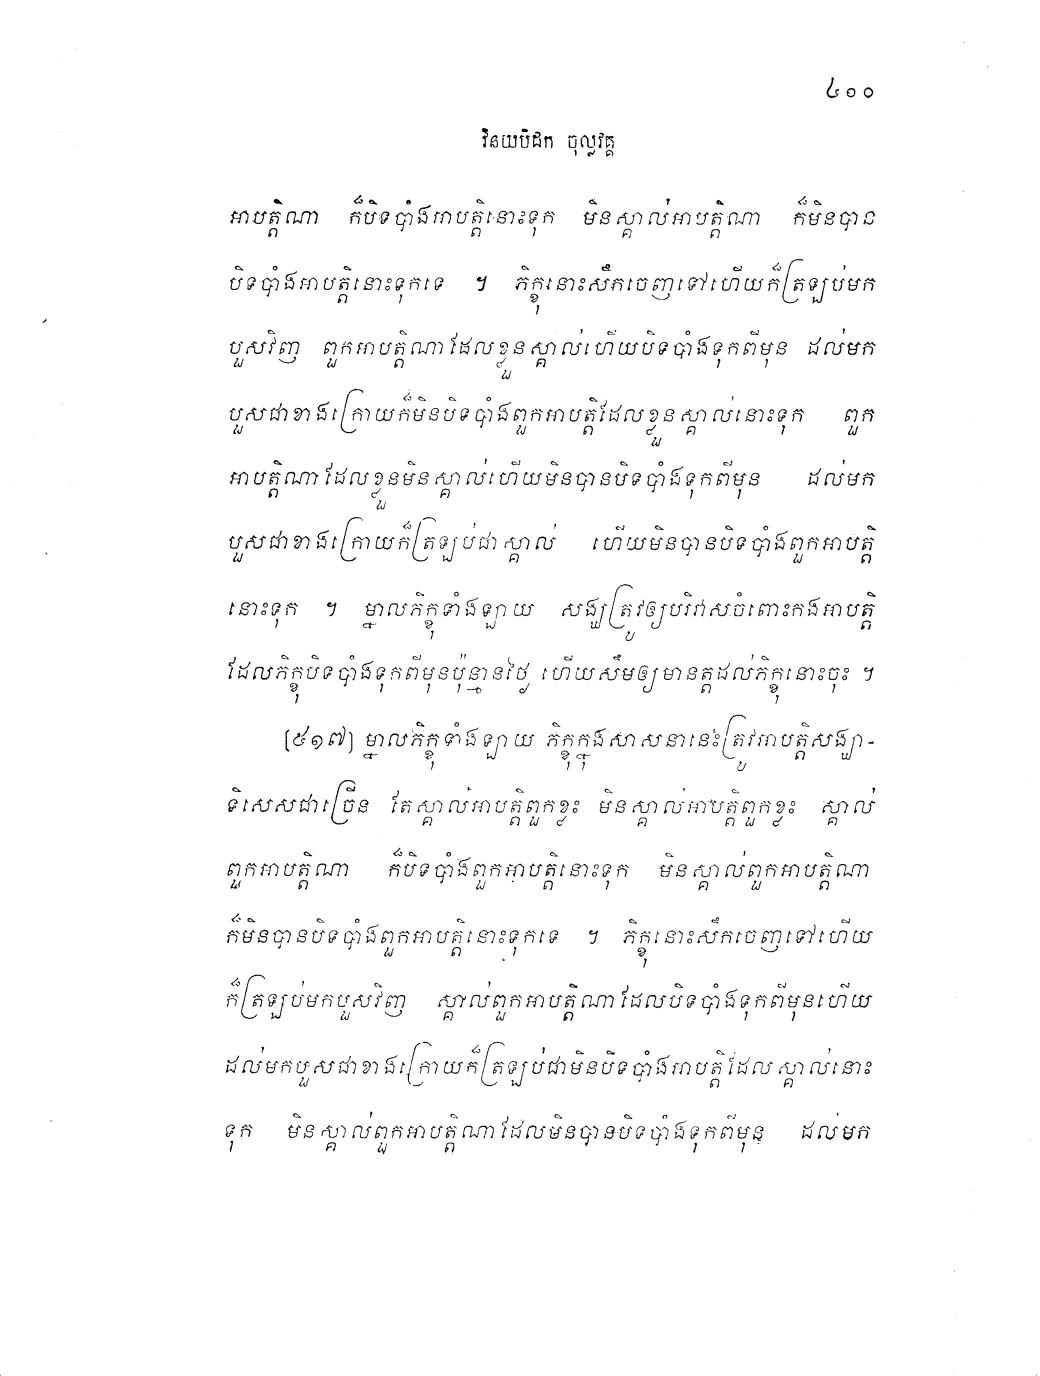 ៤០០
វិនយបិដក ចុល្លវគ្គ
អាបត្តិណា ក៏បិទបាំងអាបត្តិនោះទុក មិនស្គាល់អាបត្តិណា ក៏មិនបាន
បិទបាំងអាបត្តិនោះទុកទេ ។ ភិក្ខុនោះសឹកចេញទៅហើយក៏ត្រឡប់មក
បួសវិញ ពួកអាបត្តិណាដែលខ្លួនស្គាល់ហើយបិទបាំងទុកពីមុន ដល់មក
បួសជាខាងក្រោយក៏មិនបិទបាំងពួកអាបត្តិដែលខ្លួនស្គាល់នោះទុក ពួក
អាបត្តិណាដែលខ្លួនមិនស្គាល់ហើយមិនបានបិទបាំងទុកពីមុន ដល់មក
បួសជាខាងក្រោយក៏ត្រឡប់ជាស្គាល់ ហើយមិនបានបិទបាំងពួកអាបត្តិ
នោះទុក ។ ម្នាលភិក្ខុទាំងឡាយ សង្ឃត្រូវឲ្យបរិវាសចំពោះកងអាបត្តិ
ដែលភិក្ខុបិទបាំងទុកពីមុនប៉ុន្មានថ្ងៃ ហើយសឹមឲ្យមានត្តដល់ភិក្ខុនោះចុះ ។
[៥១៧] ម្នាលភិក្ខុទាំងឡាយ ភិក្ខុក្នុងសាសនានេះត្រូវអាបត្តិសង្ឃា-
ទិសេសជាច្រើន តែស្គាល់អាបត្តិពួកខ្លះ មិនស្គាល់អាបត្តិពួកខ្លះ ស្គាល់
ពួកអាបត្តិណា ក៏បិទបាំងពួកអាបត្តិនោះទុក មិនស្គាល់ពួកអាបត្តិណា
ក៏មិនបានបិទបាំងពួកអាបត្តិនោះទុកទេ ។ ភិក្ខុនោះសឹកចេញទៅហើយ
ក៏ត្រឡប់មកបួសវិញ ស្គាល់ពួកអាបត្តិណាដែលបិទបាំងទុកពីមុនហើយ
ដល់មកបួសជាខាងក្រោយក៏ត្រឡប់ជាមិនបិទបាំងអាបត្តិដែលស្គាល់នោះ
ទុក មិនស្គាល់ពួកអាបត្តិណាដែលមិនបានបិទបាំងទុកពីមុន ដល់មក